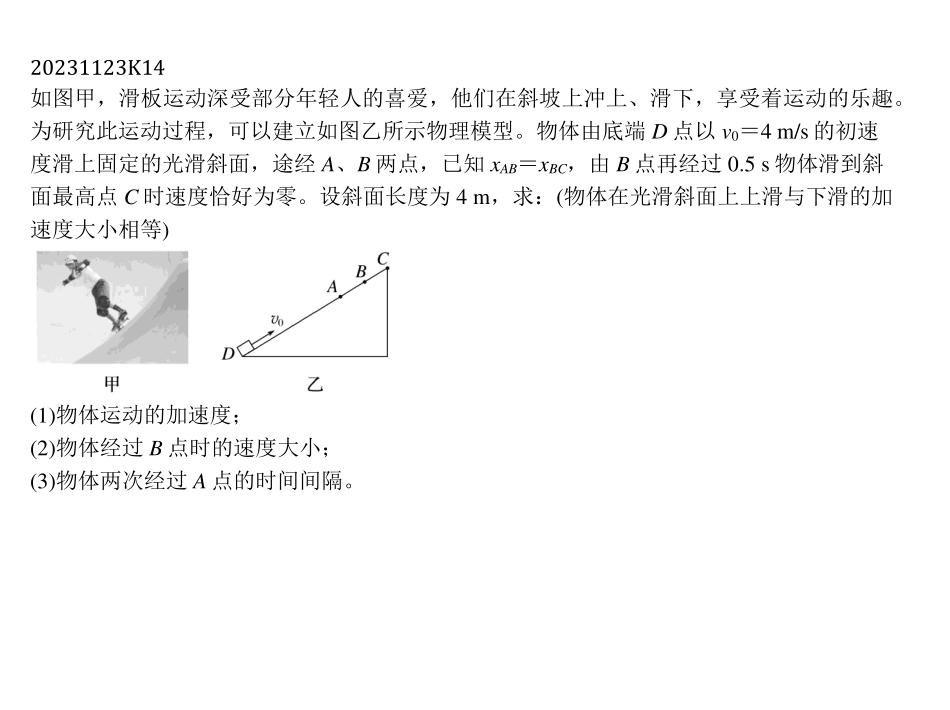 20231123K14
如图甲，滑板运动深受部分年轻人的喜爱，他们在斜坡上冲上、滑下，享受着运动的乐趣。
为研究此运动过程，可以建立如图乙所示物理模型。物体由底端 D 点以 v₀＝4 m/s 的初速
度滑上固定的光滑斜面，途经 A、B 两点，已知 xAB＝xBC，由 B 点再经过 0.5 s 物体滑到斜
面最高点 C 时速度恰好为零。设斜面长度为 4 m，求：(物体在光滑斜面上上滑与下滑的加
速度大小相等)
C
B
A
v₀
D
甲
乙
(1)物体运动的加速度；
(2)物体经过 B 点时的速度大小；
(3)物体两次经过 A 点的时间间隔。